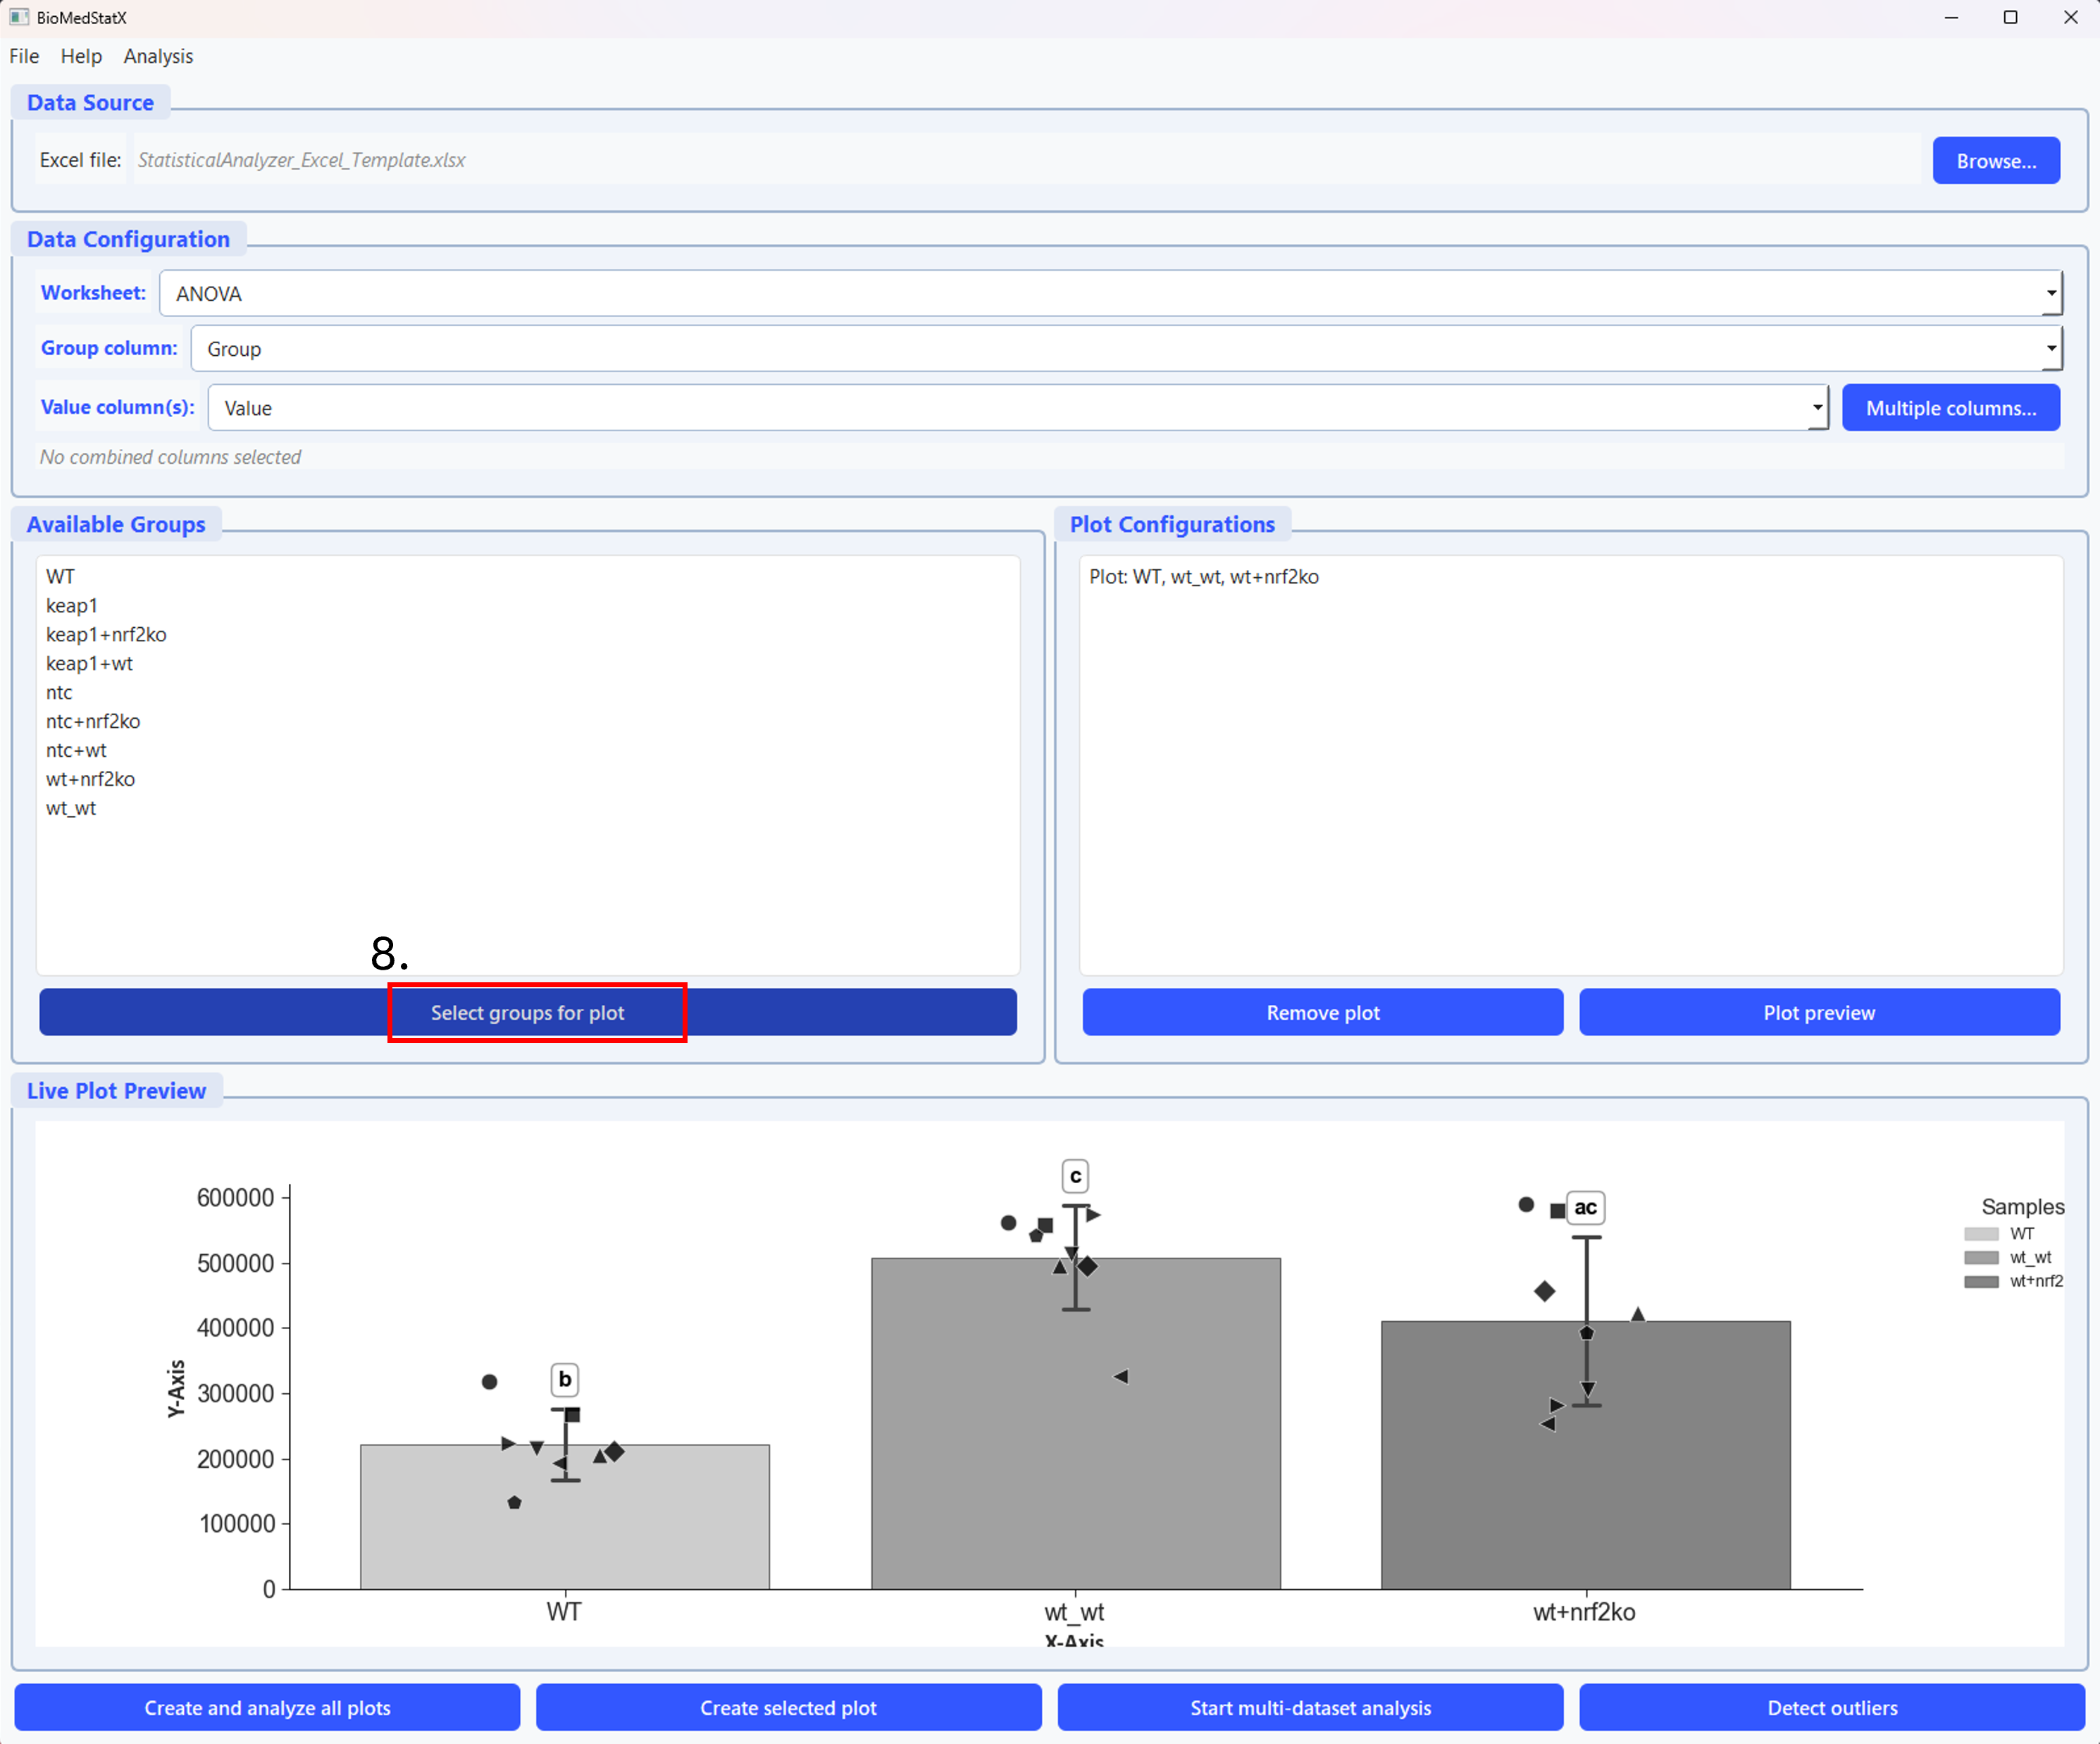 BioMedStatX
File Help Analysis
Data Source
Excel file: StatisticalAnalyzer_Excel_Template.xlsx Browse...
Data Configuration
Worksheet: ANOVA
Group column: Group
Value column(s): Value Multiple columns...
No combined columns selected
Available Groups
WT
keap1
keap1+nrf2ko
keap1+wt
ntc
ntc+nrf2ko
ntc+wt
wt+nrf2ko
wt_wt
8.
Select groups for plot
Plot Configurations
Plot: WT, wt_wt, wt+nrf2ko
Remove plot Plot preview
Live Plot Preview
Y-Axis
600000
500000
400000
300000
200000
100000
0
b
c
ac
WT wt_wt wt+nrf2ko
X-Axis
Samples
WT
wt_wt
wt+nrf2
Create and analyze all plots Create selected plot Start multi-dataset analysis Detect outliers